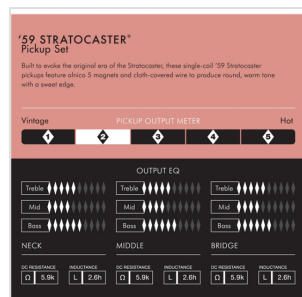 '59 STRATOCASTER®
Pickup Set
Built to evoke the original era of the Stratocaster, these single-coil '59 Stratocaster
pickups feature alnico 5 magnets and cloth-covered wire to produce round, warm tone
with a sweet edge.
Vintage PICKUP OUTPUT METER Hot
1 2 3 4 5
OUTPUT EQ
Treble Treble Treble
Mid Mid Mid
Bass Bass Bass
NECK MIDDLE BRIDGE
DC RESISTANCE INDUCTANCE DC RESISTANCE INDUCTANCE DC RESISTANCE INDUCTANCE
Ω 5.9k L 2.6h Ω 5.9k L 2.6h Ω 5.9k L 2.6h